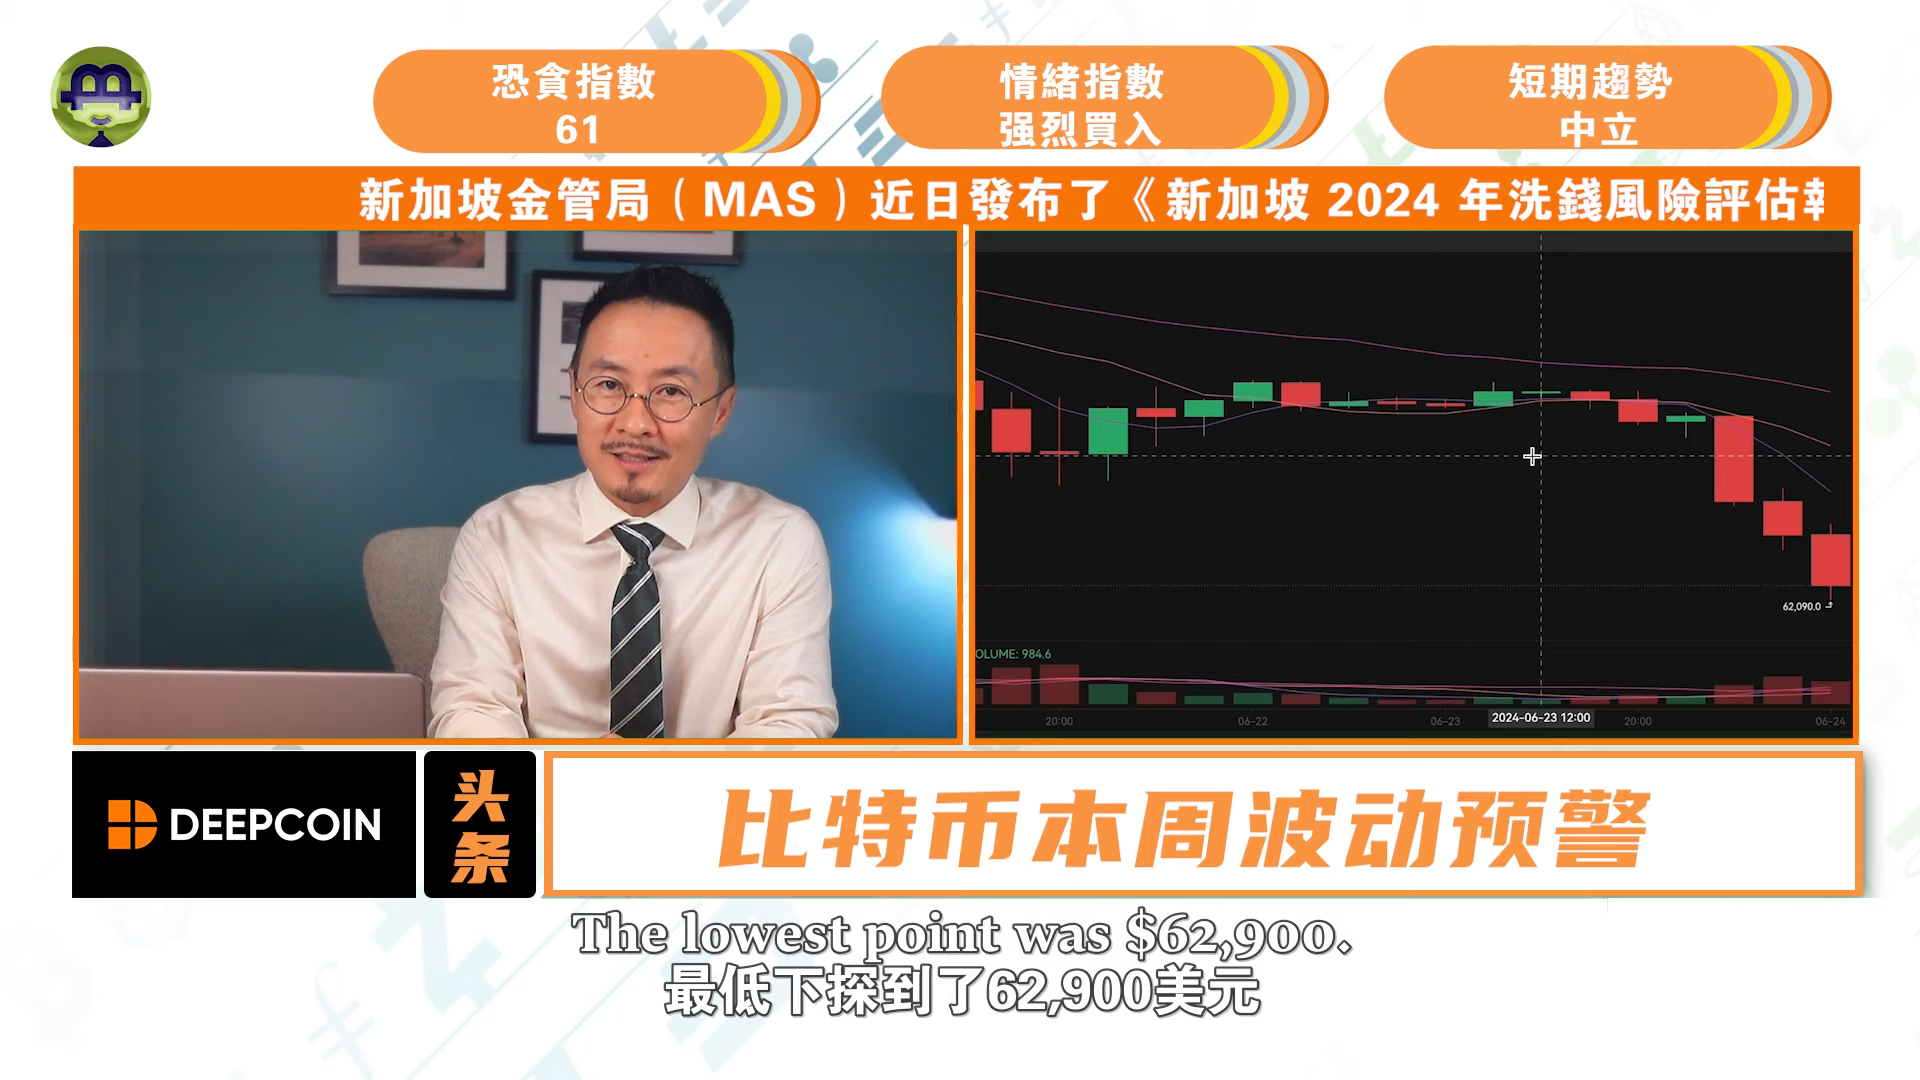 恐貪指數
61
情緒指數
强烈買入
短期趨勢
中立
新加坡金管局（MAS）近日發布了《新加坡 2024 年洗錢風險評估
62,090.0
OLUME: 984.6
20:00
06-22
06-23
2024-06-23 12:00
20:00
06-24
DEEPCOIN
头条
比特币本周波动预警
The lowest point was $62,900.
最低下探到了62,900美元